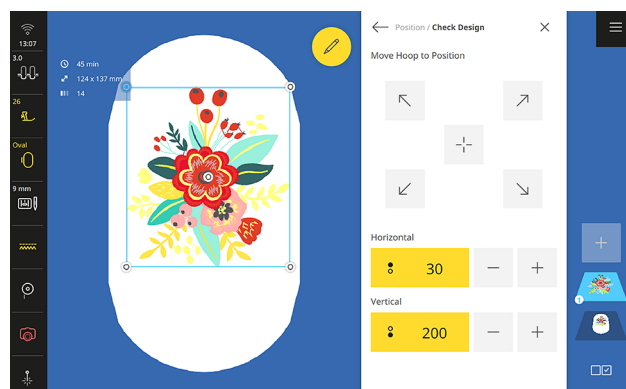 13:07
3.0
26
Oval
9 mm
45 min
124 x 137 mm
14
Position / Check Design
Move Hoop to Position
Horizontal
30
Vertical
200
1